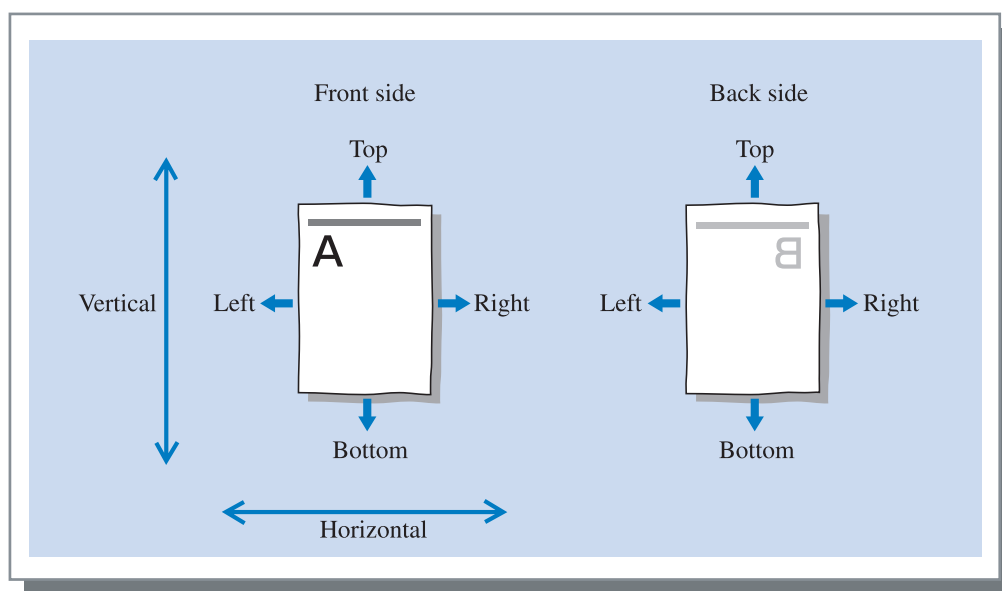 Front side
Back side
Top
Top
A
B
Vertical
Left
Right
Left
Right
Bottom
Bottom
Horizontal